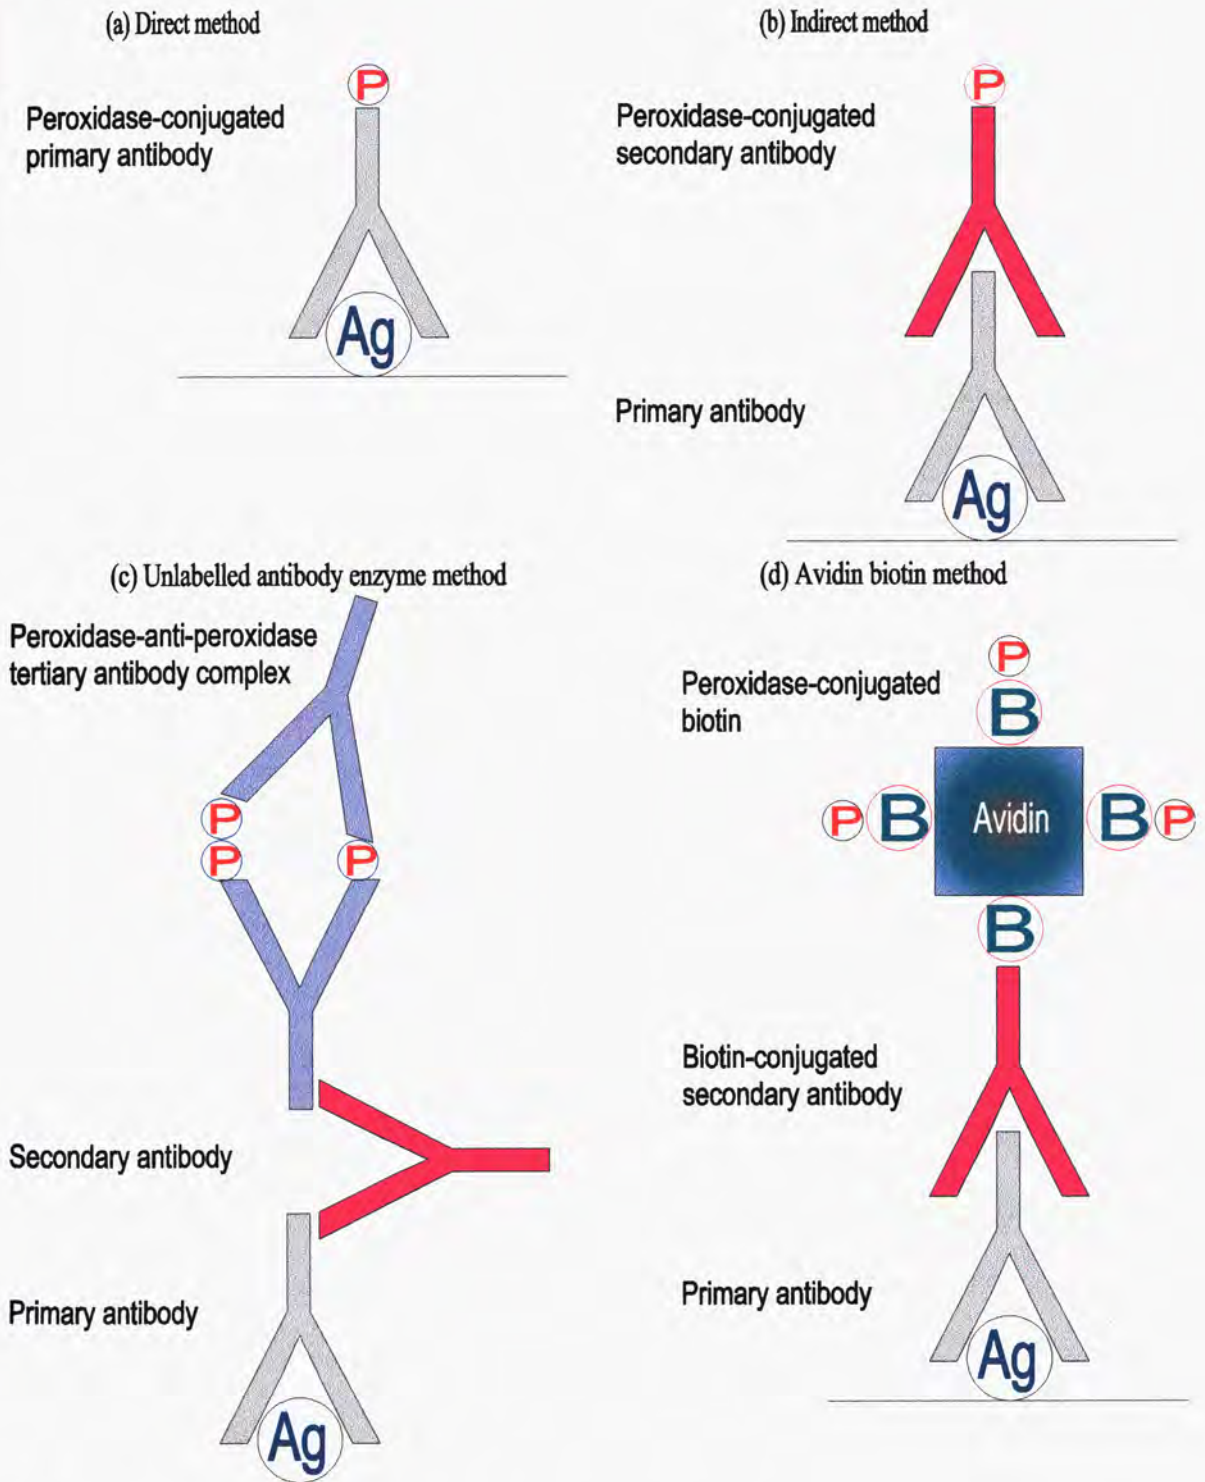 (a) Direct method
P
Peroxidase-conjugated
primary antibody
Ag
(b) Indirect method
P
Peroxidase-conjugated
secondary antibody
Primary antibody
Ag
(c) Unlabelled antibody enzyme method
Peroxidase-anti-peroxidase
tertiary antibody complex
P
P P
Secondary antibody
Primary antibody
Ag
(d) Avidin biotin method
P
Peroxidase-conjugated
biotin
B
P B Avidin B P
B
Biotin-conjugated
secondary antibody
Primary antibody
Ag